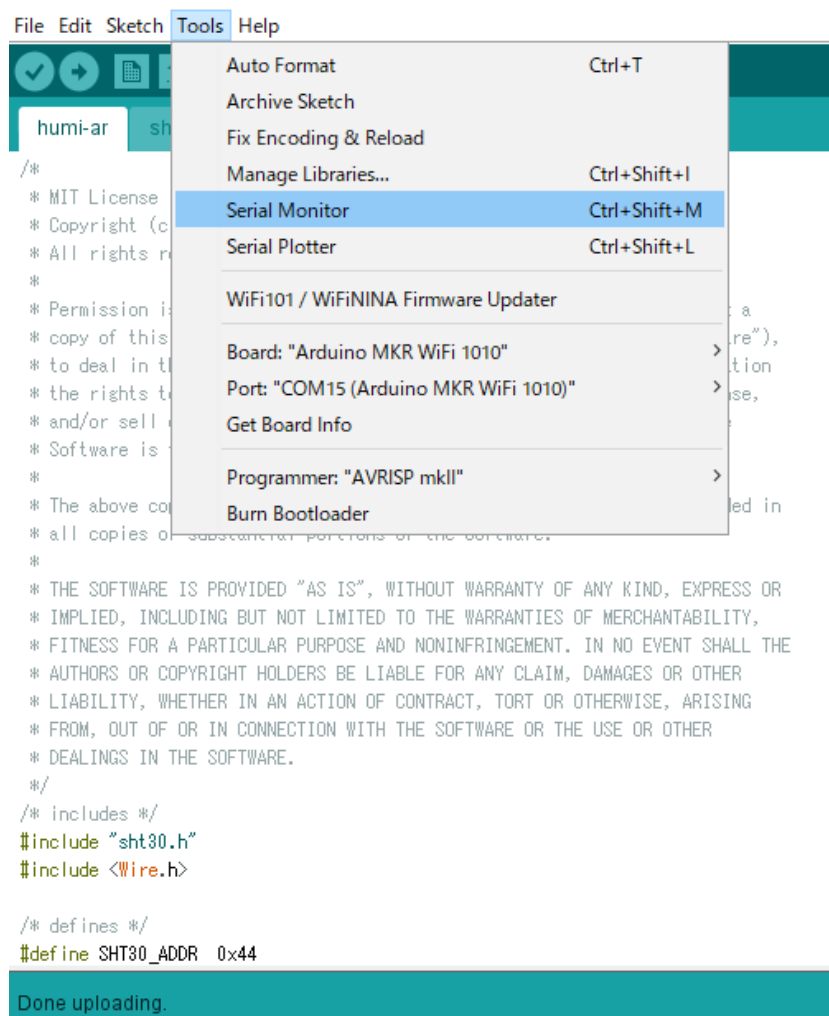 File Edit Sketch Tools Help
Auto Format Ctrl+T
Archive Sketch
Fix Encoding & Reload
Manage Libraries... Ctrl+Shift+I
Serial Monitor Ctrl+Shift+M
Serial Plotter Ctrl+Shift+L
WiFi101 / WiFiNINA Firmware Updater
Board: "Arduino MKR WiFi 1010"
Port: "COM15 (Arduino MKR WiFi 1010)"
Get Board Info
Programmer: "AVRISP mkII"
Burn Bootloader
humi-ar sh
/*
* MIT License
* Copyright (c
* All rights r
*
* Permission i a
* copy of this re"),
* to deal in t tion
* the rights t se,
* and/or sell
* Software is
*
* The above co ed in
* all copies or substantial portions of the Software.
*
* THE SOFTWARE IS PROVIDED "AS IS", WITHOUT WARRANTY OF ANY KIND, EXPRESS OR
* IMPLIED, INCLUDING BUT NOT LIMITED TO THE WARRANTIES OF MERCHANTABILITY,
* FITNESS FOR A PARTICULAR PURPOSE AND NONINFRINGEMENT. IN NO EVENT SHALL THE
* AUTHORS OR COPYRIGHT HOLDERS BE LIABLE FOR ANY CLAIM, DAMAGES OR OTHER
* LIABILITY, WHETHER IN AN ACTION OF CONTRACT, TORT OR OTHERWISE, ARISING
* FROM, OUT OF OR IN CONNECTION WITH THE SOFTWARE OR THE USE OR OTHER
* DEALINGS IN THE SOFTWARE.
*/
/* includes */
#include "sht30.h"
#include <Wire.h>
/* defines */
#define SHT30_ADDR 0x44
Done uploading.